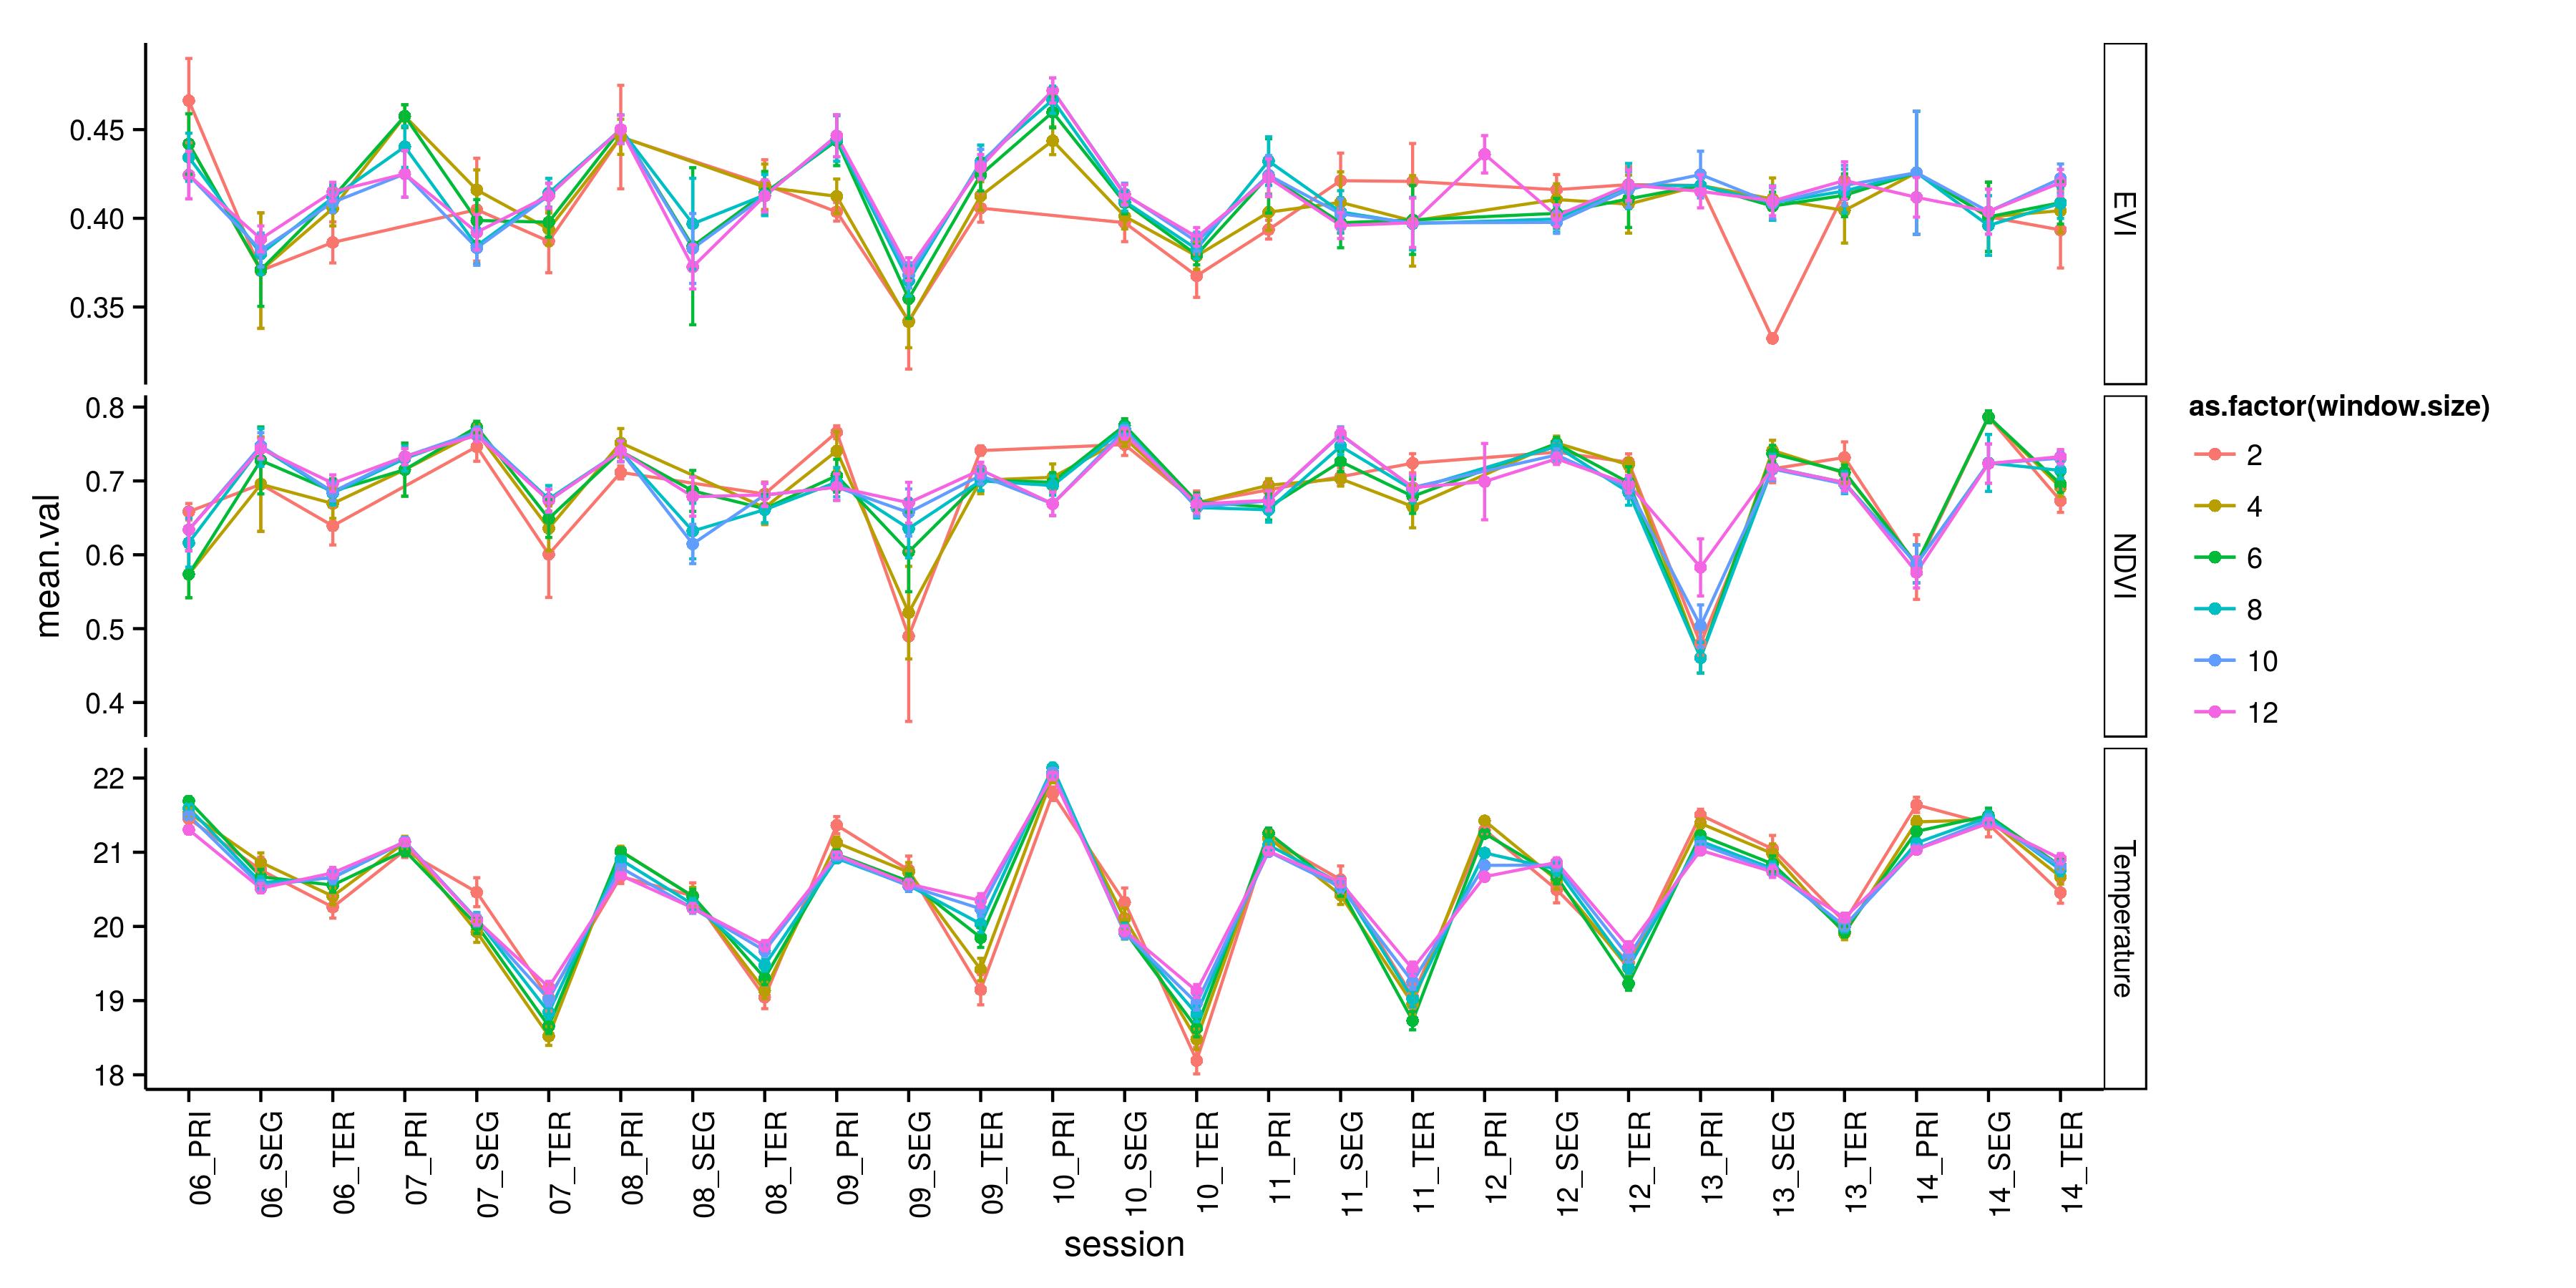 0.45
0.40
0.35
EVI
0.8
0.7
0.6
0.5
0.4
NDVI
22
21
20
19
18
Temperature
mean.val
06_PRI
06_SEG
06_TER
07_PRI
07_SEG
07_TER
08_PRI
08_SEG
08_TER
09_PRI
09_SEG
09_TER
10_PRI
10_SEG
10_TER
11_PRI
11_SEG
11_TER
12_PRI
12_SEG
12_TER
13_PRI
13_SEG
13_TER
14_PRI
14_SEG
14_TER
session
as.factor(window.size)
2
4
6
8
10
12